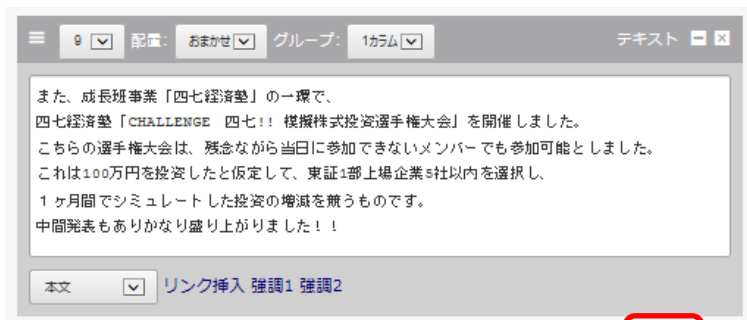 9 配置: おまかせ グループ: 1カラム テキスト
また、成長班事業「四七経済塾」の一環で、
四七経済塾「CHALLENGE 四七!! 模擬株式投資選手権大会」を開催しました。
こちらの選手権大会は、残念ながら当日に参加できないメンバーでも参加可能としました。
これは100万円を投資したと仮定して、東証1部上場企業5社以内を選択し、
１ヶ月間でシミュレートした投資の増減を競うものです。
中間発表もありかなり盛り上がりました！！
本文 リンク挿入 強調1 強調2